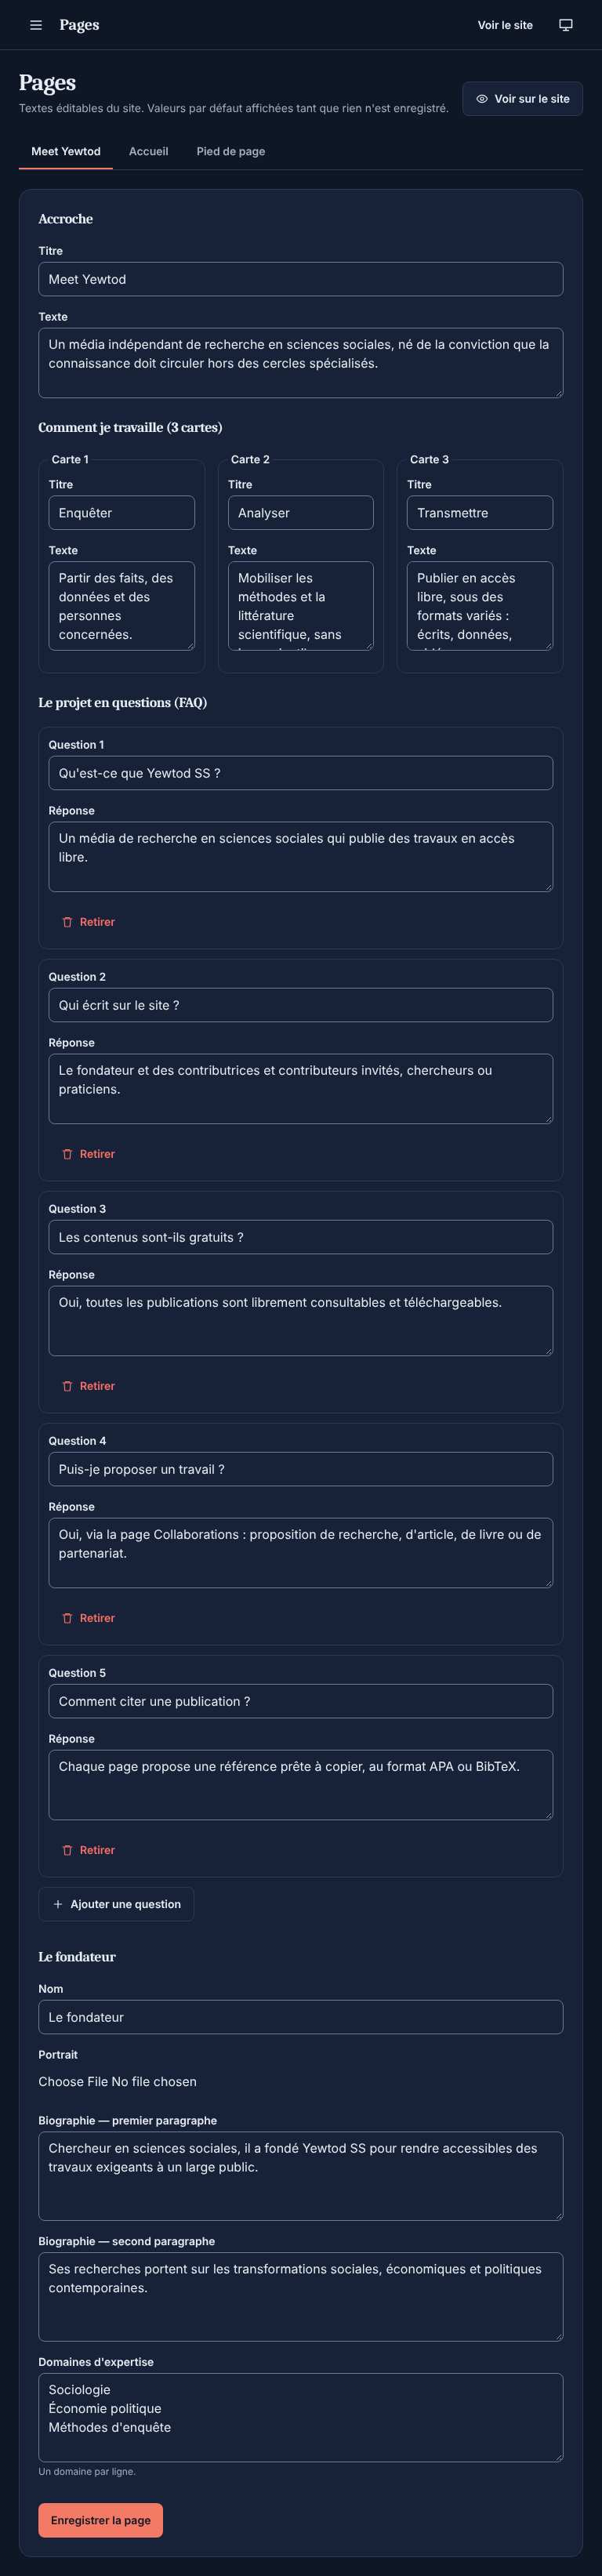 Pages
Voir le site
Pages
Textes éditables du site. Valeurs par défaut affichées tant que rien n'est enregistré.
Voir sur le site
Meet Yewtod
Accueil
Pied de page
Accroche
Titre
Meet Yewtod
Texte
Un média indépendant de recherche en sciences sociales, né de la conviction que la
connaissance doit circuler hors des cercles spécialisés.
Comment je travaille (3 cartes)
Carte 1
Titre
Enquêter
Texte
Partir des faits, des
données et des
personnes
concernées.
Carte 2
Titre
Analyser
Texte
Mobiliser les
méthodes et la
littérature
scientifique, sans
Carte 3
Titre
Transmettre
Texte
Publier en accès
libre, sous des
formats variés :
écrits, données,
Le projet en questions (FAQ)
Question 1
Qu'est-ce que Yewtod SS ?
Réponse
Un média de recherche en sciences sociales qui publie des travaux en accès
libre.
Retirer
Question 2
Qui écrit sur le site ?
Réponse
Le fondateur et des contributrices et contributeurs invités, chercheurs ou
praticiens.
Retirer
Question 3
Les contenus sont-ils gratuits ?
Réponse
Oui, toutes les publications sont librement consultables et téléchargeables.
Retirer
Question 4
Puis-je proposer un travail ?
Réponse
Oui, via la page Collaborations : proposition de recherche, d'article, de livre ou de
partenariat.
Retirer
Question 5
Comment citer une publication ?
Réponse
Chaque page propose une référence prête à copier, au format APA ou BibTeX.
Retirer
Ajouter une question
Le fondateur
Nom
Le fondateur
Portrait
Choose File No file chosen
Biographie — premier paragraphe
Chercheur en sciences sociales, il a fondé Yewtod SS pour rendre accessibles des
travaux exigeants à un large public.
Biographie — second paragraphe
Ses recherches portent sur les transformations sociales, économiques et politiques
contemporaines.
Domaines d'expertise
Sociologie
Économie politique
Méthodes d'enquête
Un domaine par ligne.
Enregistrer la page